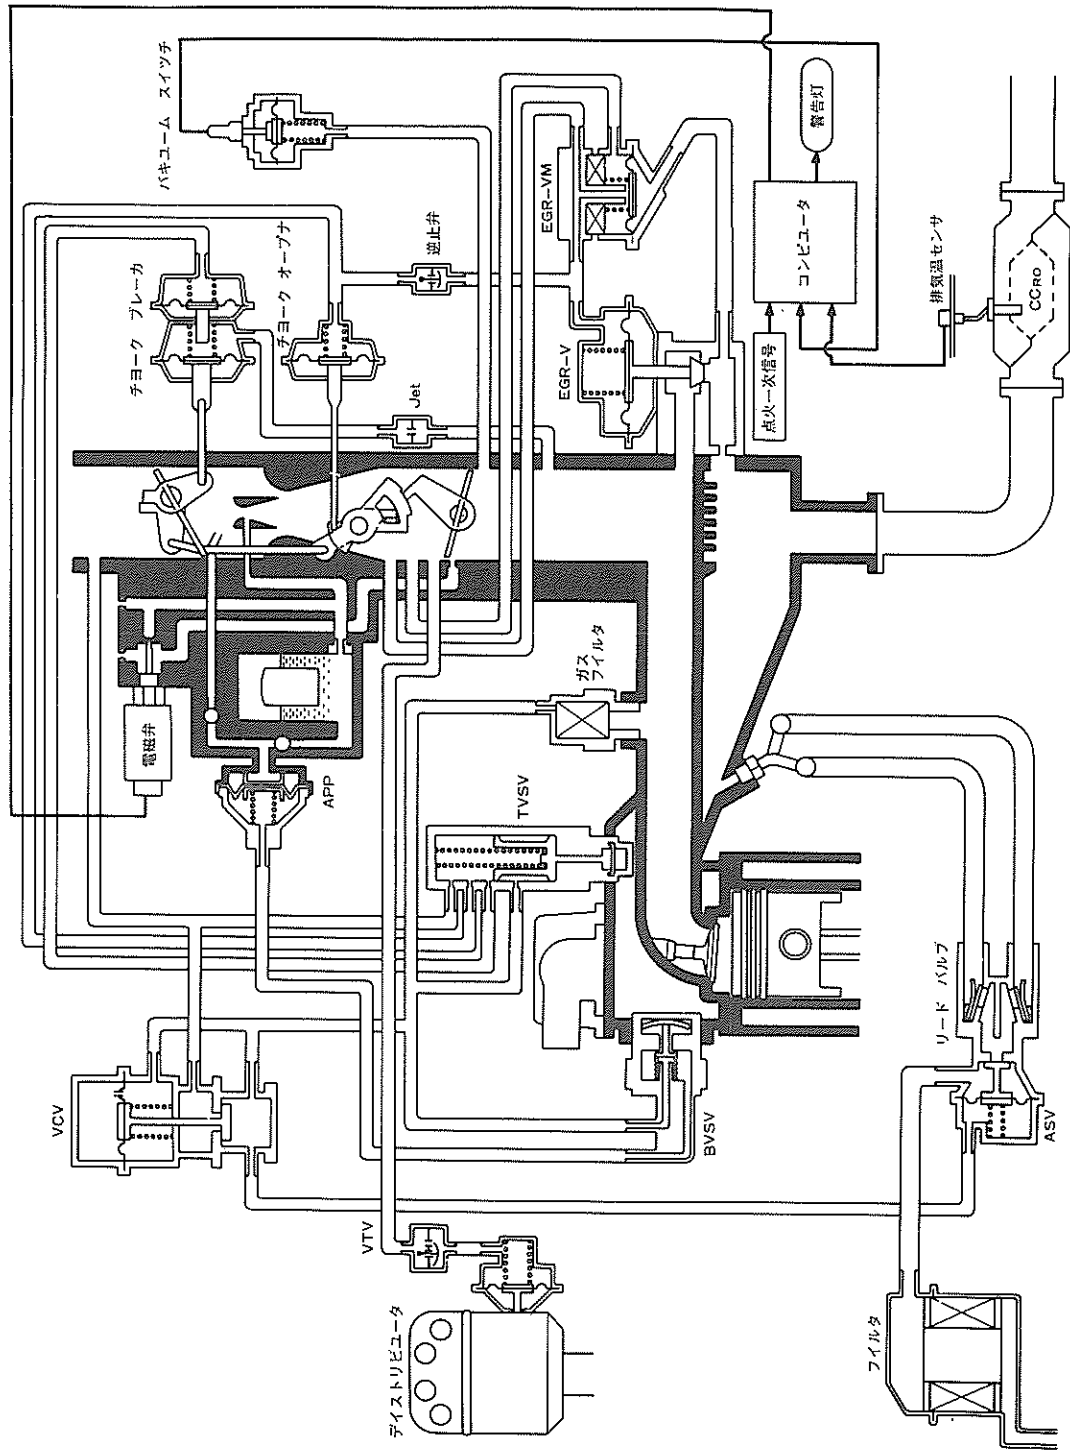 バキューム スイッチ
チョーク ブレーカ
チョーク オープナ
逆止弁
Jet
EGR-VM
EGR-V
コンピュータ
警告灯
点火一次信号
排気温センサ
CCRO
電磁弁
APP
ガス
フィルタ
TVSV
VCV
BVSV
VTV
ディストリビュータ
リード バルブ
ASV
フィルタ